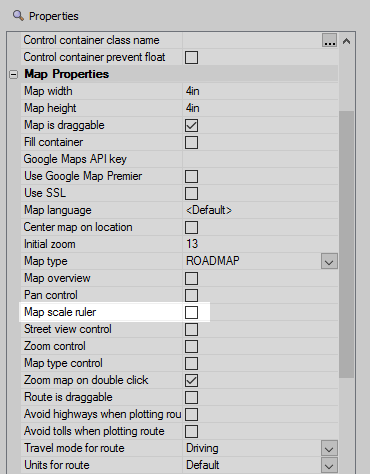 Properties
Control container class name ...
Control container prevent float
Map Properties
Map width 4in
Map height 4in
Map is draggable
Fill container
Google Maps API key
Use Google Map Premier
Use SSL
Map language <Default>
Center map on location
Initial zoom 13
Map type ROADMAP
Map overview
Pan control
Map scale ruler
Street view control
Zoom control
Map type control
Zoom map on double click
Route is draggable
Avoid highways when plotting rou
Avoid tolls when plotting route
Travel mode for route Driving
Units for route Default